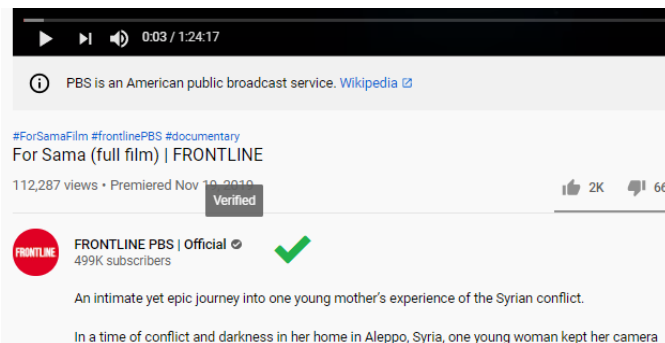 0:03 / 1:24:17
PBS is an American public broadcast service. Wikipedia
#ForSamaFilm #frontlinePBS #documentary
For Sama (full film) | FRONTLINE
112,287 views • Premiered Nov 19, 2019
2K
66
Verified
FRONTLINE
FRONTLINE PBS | Official
499K subscribers
An intimate yet epic journey into one young mother's experience of the Syrian conflict.
In a time of conflict and darkness in her home in Aleppo, Syria, one young woman kept her camera